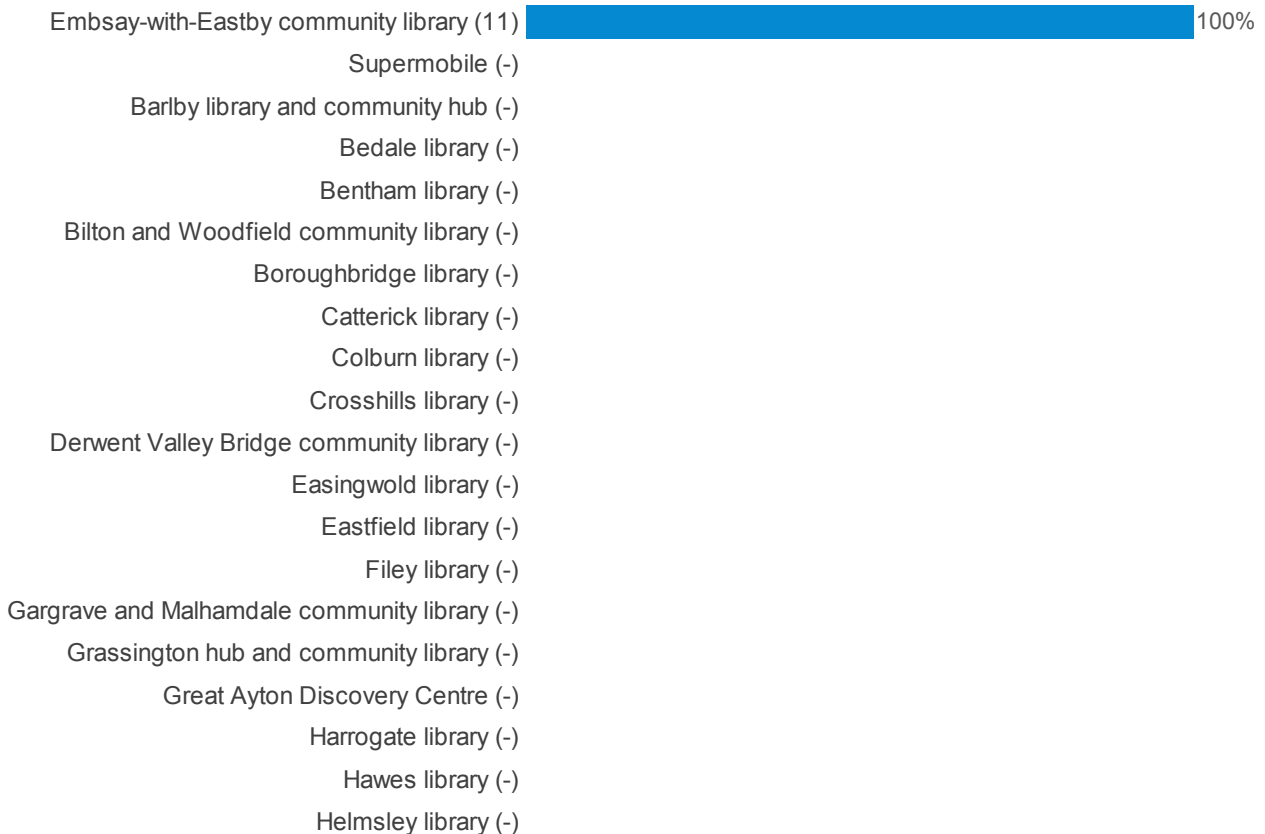 Embsay-with-Eastby community library (11) 100%
Supermobile (-)
Barlby library and community hub (-)
Bedale library (-)
Bentham library (-)
Bilton and Woodfield community library (-)
Boroughbridge library (-)
Catterick library (-)
Colburn library (-)
Crosshills library (-)
Derwent Valley Bridge community library (-)
Easingwold library (-)
Eastfield library (-)
Filey library (-)
Gargrave and Malhamdale community library (-)
Grassington hub and community library (-)
Great Ayton Discovery Centre (-)
Harrogate library (-)
Hawes library (-)
Helmsley library (-)